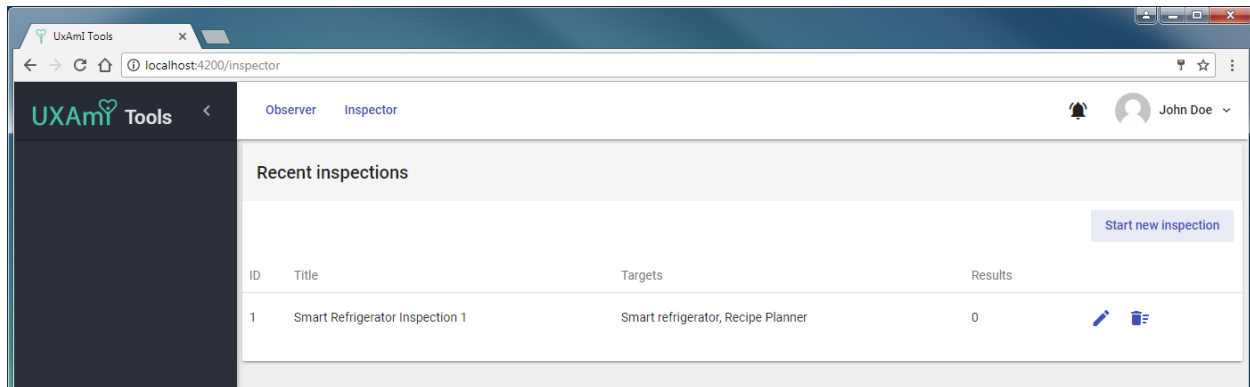 UxAmI Tools
localhost:4200/inspector
UXAmI Tools
Observer Inspector John Doe
Recent inspections
Start new inspection
ID Title Targets Results
1 Smart Refrigerator Inspection 1 Smart refrigerator, Recipe Planner 0